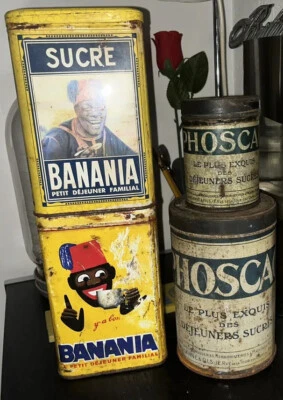 SUCRE
BANANIA
PETIT DÉJEUNER FAMILIAL
y'a bon
BANANIA
PETIT DÉJEUNER FAMILIAL
PHOSCA
LE PLUS EXQUIS
DES
DÉJEUNERS SUCRÉS
PHOSCA
LE PLUS EXQUIS
DES
DÉJEUNERS SUCRÉS